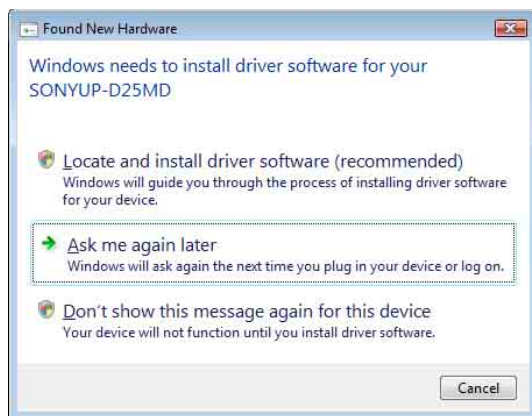 Found New Hardware
Windows needs to install driver software for your
SONYUP-D25MD
Locate and install driver software (recommended)
Windows will guide you through the process of installing driver software
for your device.
Ask me again later
Windows will ask again the next time you plug in your device or log on.
Don't show this message again for this device
Your device will not function until you install driver software.
Cancel